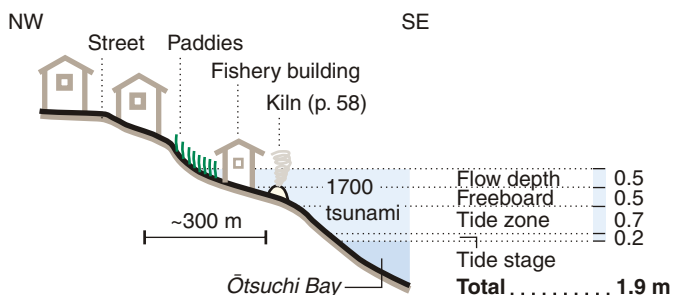 NW
SE
Street Paddies
Fishery building
Kiln (p. 58)
1700
tsunami
Flow depth 0.5
Freeboard 0.5
Tide zone 0.7
0.2
~300 m
Tide stage
Ōtsuchi Bay
Total . . . . . . . . . . 1.9 m